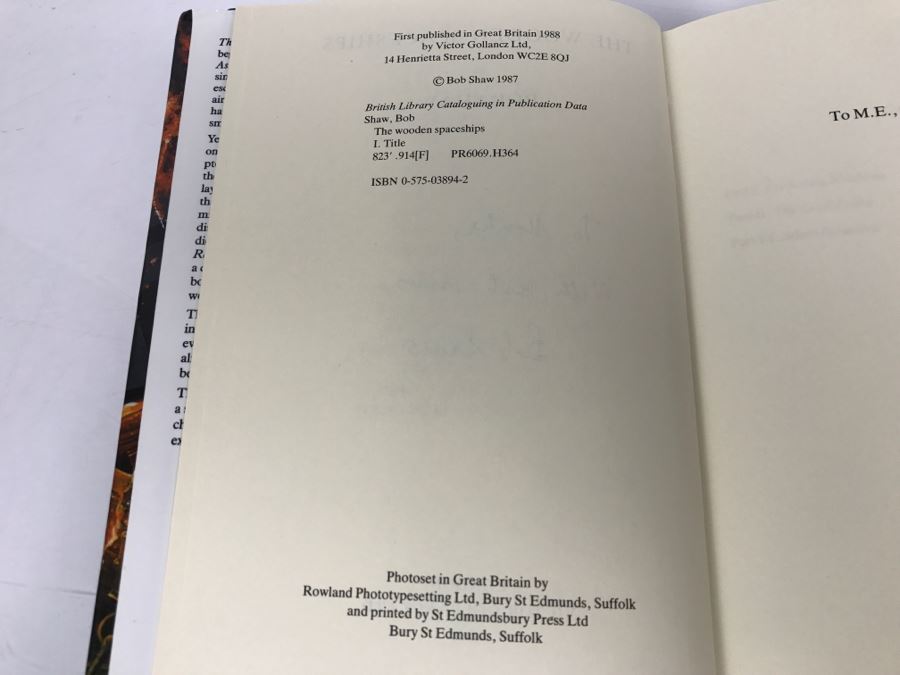 First published in Great Britain 1988
by Victor Gollancz Ltd,
14 Henrietta Street, London WC2E 8QJ
© Bob Shaw 1987
British Library Cataloguing in Publication Data
Shaw, Bob
The wooden spaceships
I. Title
823'.914[F] PR6069.H364
ISBN 0-575-03894-2
Photoset in Great Britain by
Rowland Phototypesetting Ltd, Bury St Edmunds, Suffolk
and printed by St Edmundsbury Press Ltd
Bury St Edmunds, Suffolk
To M.E.,